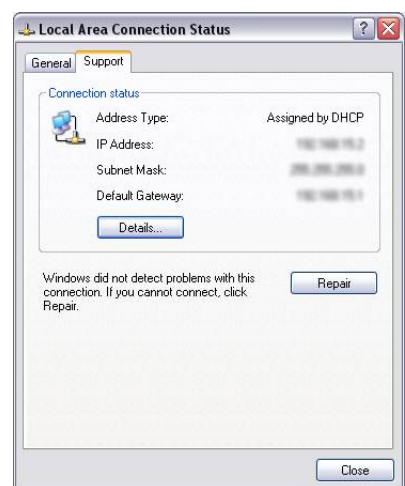 Local Area Connection Status
General Support
Connection status
Address Type: Assigned by DHCP
IP Address:
Subnet Mask:
Default Gateway:
Details...
Windows did not detect problems with this
connection. If you cannot connect, click
Repair.
Repair
Close